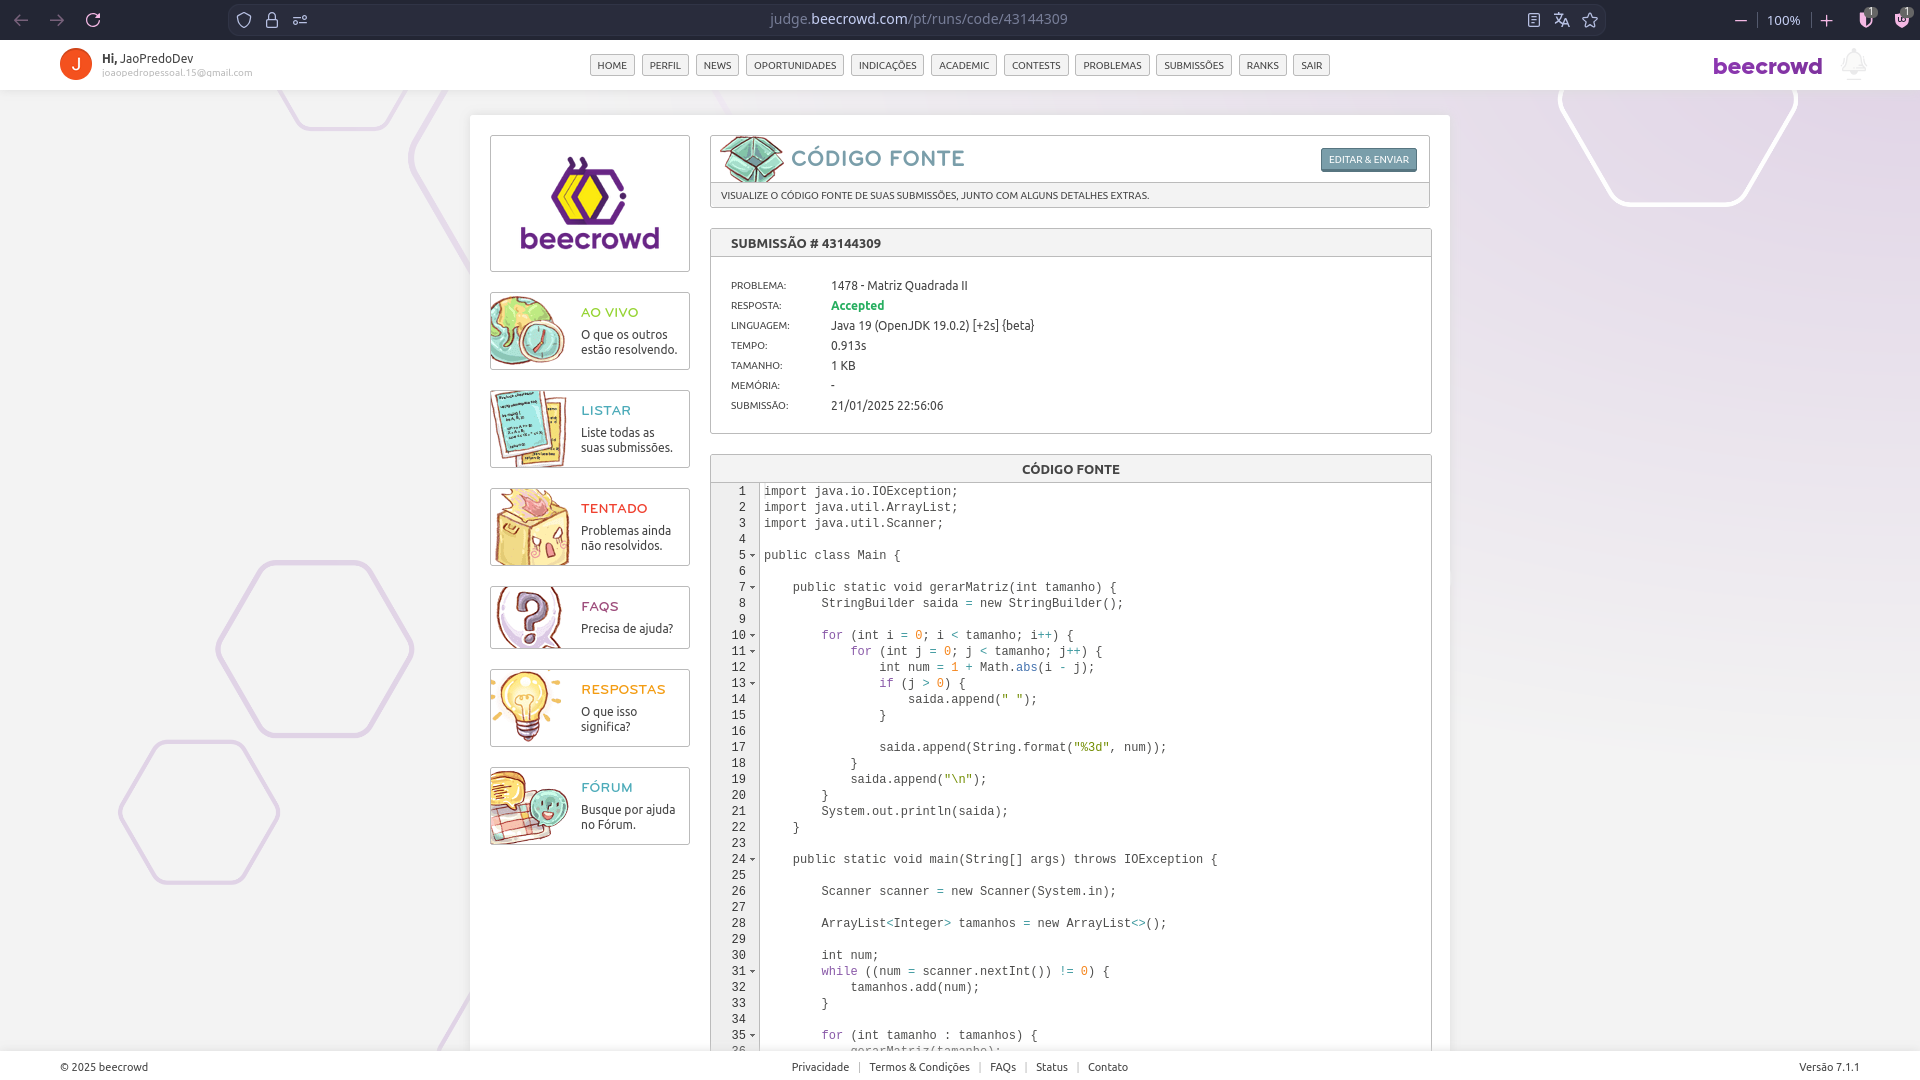 judge.beecrowd.com/pt/runs/code/43144309
100%
1
1
J
Hi, JaoPredoDev
joaopedropessoal.15@gmail.com
HOME
PERFIL
NEWS
OPORTUNIDADES
INDICAÇÕES
ACADEMIC
CONTESTS
PROBLEMAS
SUBMISSÕES
RANKS
SAIR
beecrowd
beecrowd
AO VIVO
O que os outros
estão resolvendo.
LISTAR
Liste todas as
suas submissões.
TENTADO
Problemas ainda
não resolvidos.
FAQS
Precisa de ajuda?
RESPOSTAS
O que isso
significa?
FÓRUM
Busque por ajuda
no Fórum.
CÓDIGO FONTE
EDITAR & ENVIAR
VISUALIZE O CÓDIGO FONTE DE SUAS SUBMISSÕES, JUNTO COM ALGUNS DETALHES EXTRAS.
SUBMISSÃO # 43144309
PROBLEMA: 1478 - Matriz Quadrada II
RESPOSTA: Accepted
LINGUAGEM: Java 19 (OpenJDK 19.0.2) [+2s] {beta}
TEMPO: 0.913s
TAMANHO: 1 KB
MEMÓRIA: -
SUBMISSÃO: 21/01/2025 22:56:06
CÓDIGO FONTE
1 import java.io.IOException;
2 import java.util.ArrayList;
3 import java.util.Scanner;
4
5 public class Main {
6
7     public static void gerarMatriz(int tamanho) {
8         StringBuilder saida = new StringBuilder();
9
10         for (int i = 0; i < tamanho; i++) {
11             for (int j = 0; j < tamanho; j++) {
12                 int num = 1 + Math.abs(i - j);
13                 if (j > 0) {
14                     saida.append(" ");
15                 }
16
17                 saida.append(String.format("%3d", num));
18             }
19             saida.append("\n");
20         }
21         System.out.println(saida);
22     }
23
24     public static void main(String[] args) throws IOException {
25
26         Scanner scanner = new Scanner(System.in);
27
28         ArrayList<Integer> tamanhos = new ArrayList<>();
29
30         int num;
31         while ((num = scanner.nextInt()) != 0) {
32             tamanhos.add(num);
33         }
34
35         for (int tamanho : tamanhos) {
36             gerarMatriz(tamanho);
© 2025 beecrowd
Privacidade | Termos & Condições | FAQs | Status | Contato
Versão 7.1.1